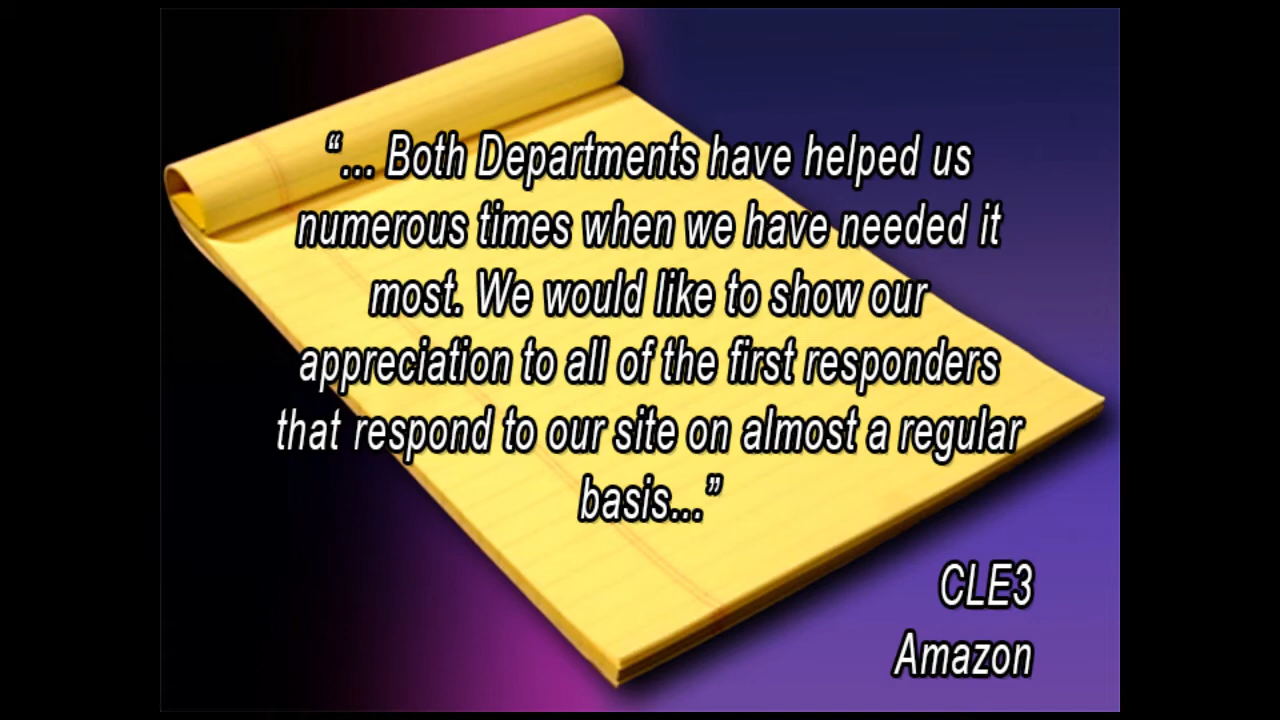 “... Both Departments have helped us
numerous times when we have needed it
most. We would like to show our
appreciation to all of the first responders
that respond to our site on almost a regular
basis...”
CLE3
Amazon